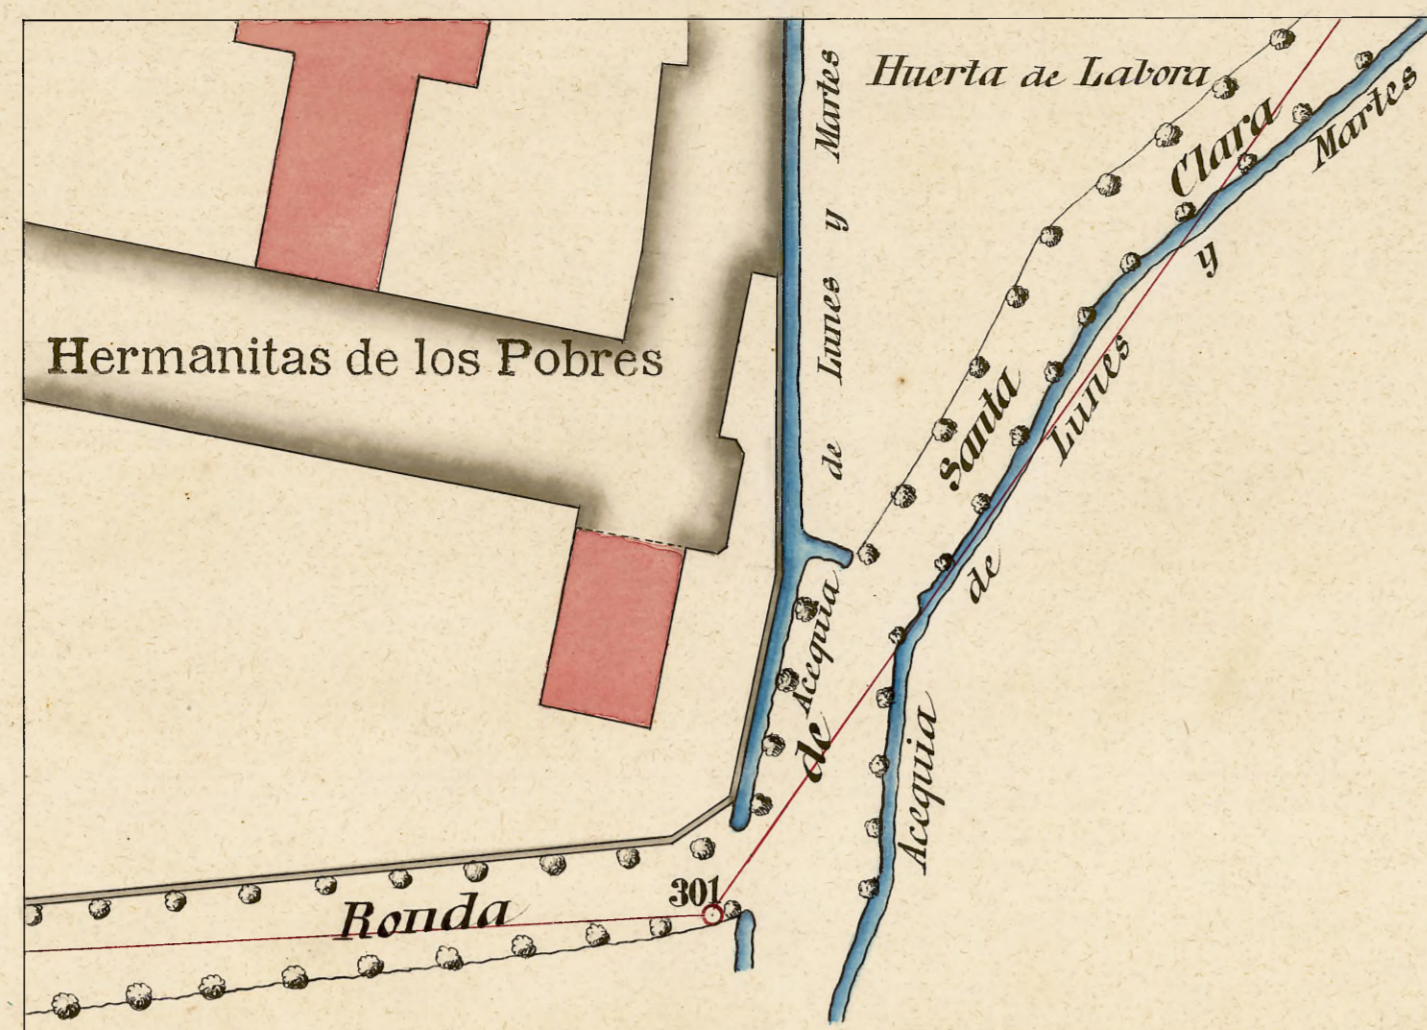 Huerta de Labora
Acequia de Lunes y Martes
Hermanitas de los Pobres
Ronda de Santa Clara
Acequia de Lunes y Martes
301